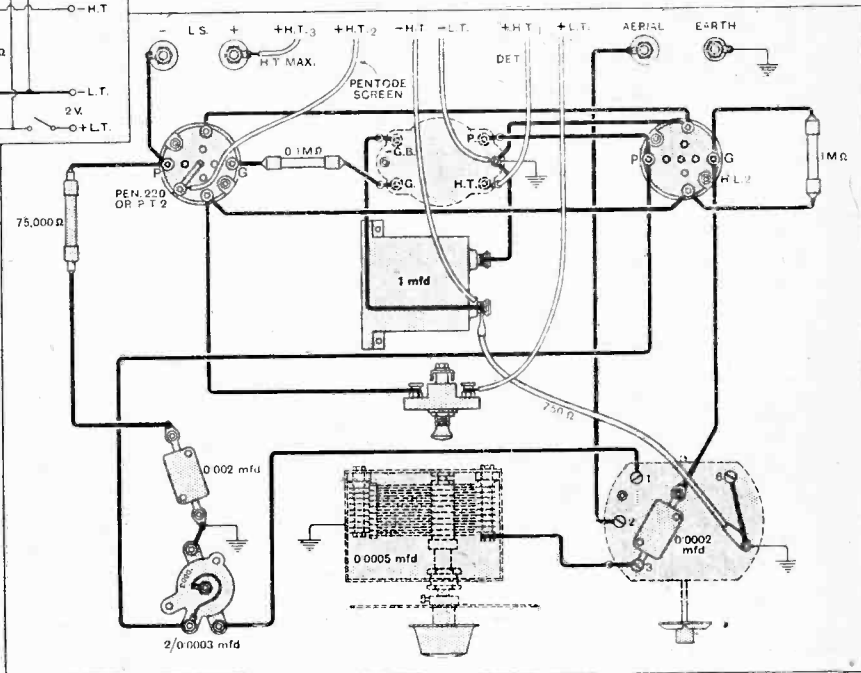 -H.T
Ω
-L.T.
2V.
+L.T.
- L.S. +
+H.T.3
+H.T.2
-H.T
-L.T.
+H.T.1
+L.T.
AERIAL
EARTH
H.T MAX.
PENTODE
SCREEN
DET
P
G
0.1MΩ
G.B.
G.
P.
H.T.
P
G
H.L.2
1MΩ
PEN.220
OR P.T.2
75,000Ω
1 mfd
750 Ω
0.002 mfd
1
2
3
6
0.0002
mfd
0.0005 mfd
2/0.0003 mfd